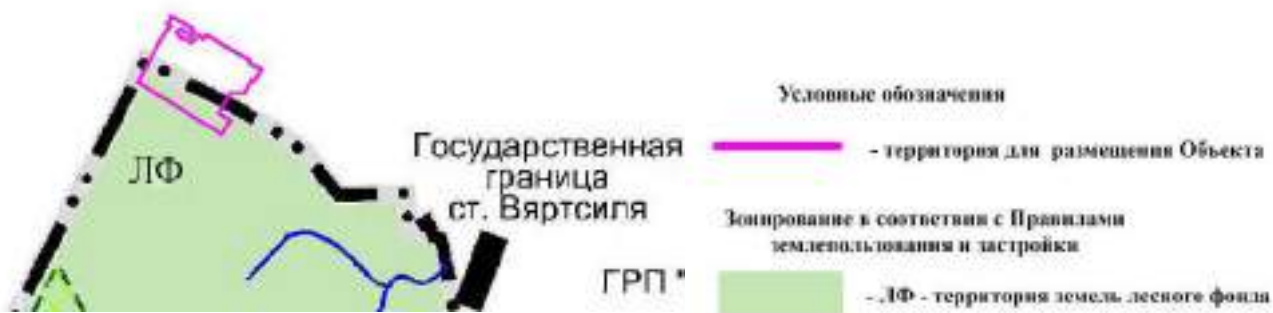 ЛФ
Государственная
граница
ст. Вяртсиля
ГРП
Условные обозначения
- территория для размещения Объекта
Зонирование в соответствии с Правилами
землепользования и застройки
- ЛФ - территория земель лесного фонда